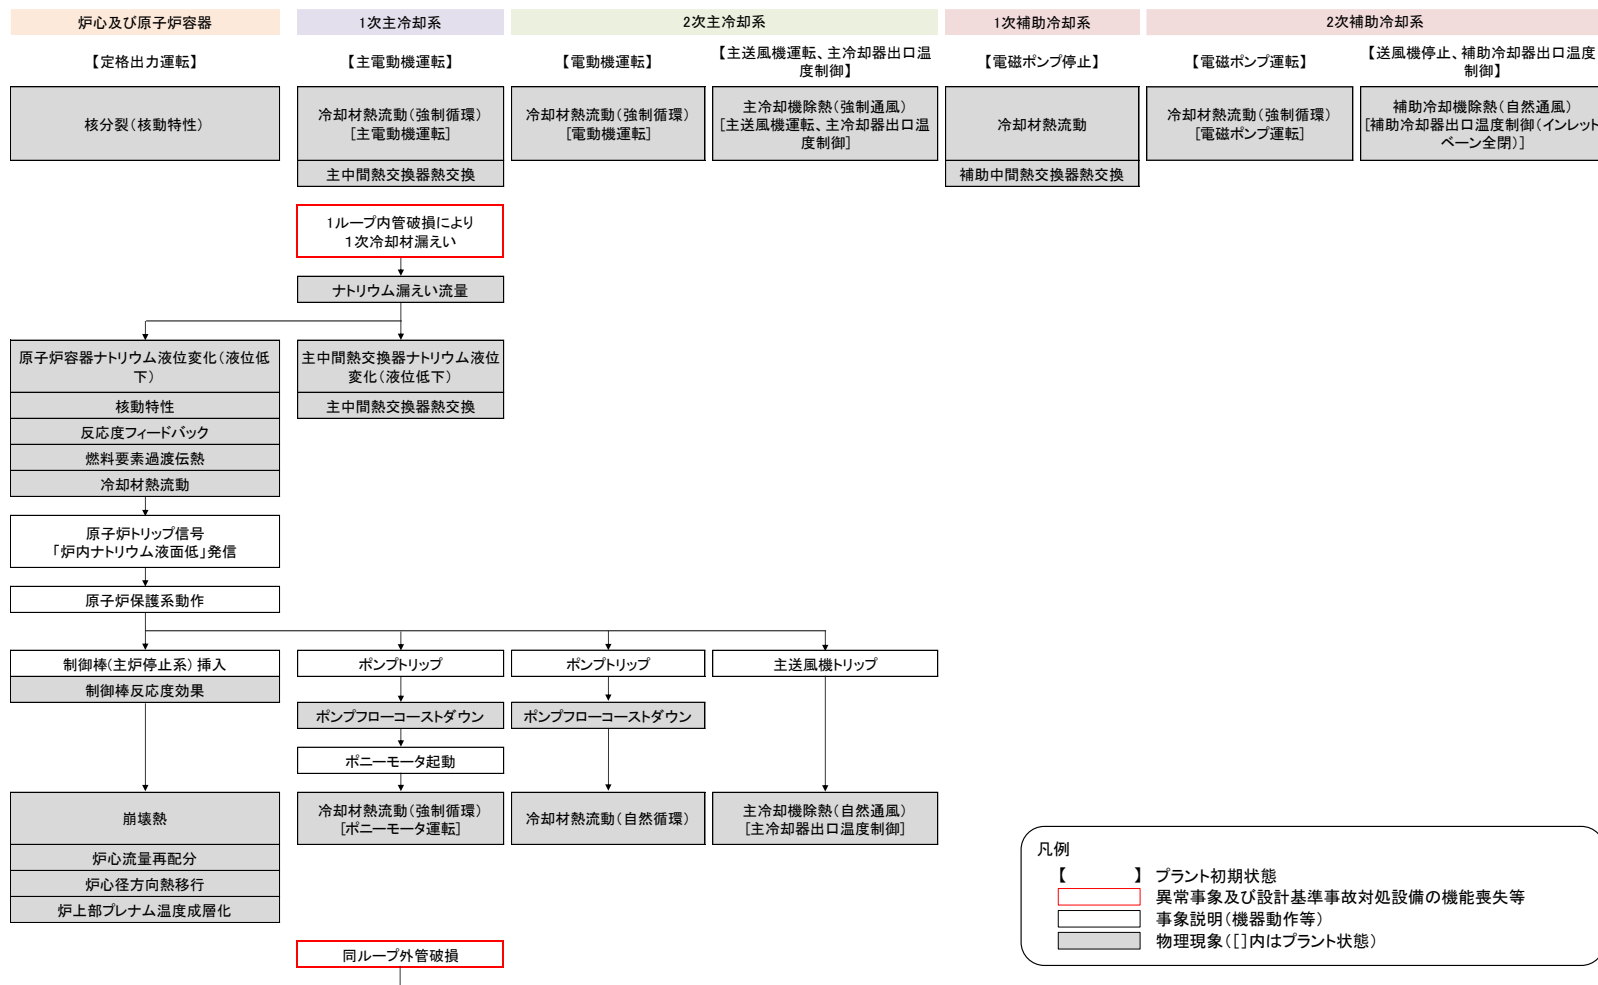 炉心及び原子炉容器
1次主冷却系
2次主冷却系
1次補助冷却系
2次補助冷却系
【定格出力運転】
【主電動機運転】
【電動機運転】
【主送風機運転、主冷却器出口温
度制御】
【電磁ポンプ停止】
【電磁ポンプ運転】
【送風機停止、補助冷却器出口温度
制御】
核分裂（核動特性）
冷却材熱流動（強制循環）
[主電動機運転]
冷却材熱流動（強制循環）
[電動機運転]
主冷却機除熱（強制通風）
[主送風機運転、主冷却器出口温
度制御]
冷却材熱流動
冷却材熱流動（強制循環）
[電磁ポンプ運転]
補助冷却機除熱（自然通風）
[補助冷却器出口温度制御（インレット
ベーン全閉）]
主中間熱交換器熱交換
補助中間熱交換器熱交換
1ループ内管破損により
１次冷却材漏えい
ナトリウム漏えい流量
原子炉容器ナトリウム液位変化（液位低
下）
主中間熱交換器ナトリウム液位
変化（液位低下）
核動特性
主中間熱交換器熱交換
反応度フィードバック
燃料要素過渡伝熱
冷却材熱流動
原子炉トリップ信号
「炉内ナトリウム液面低」発信
原子炉保護系動作
制御棒（主炉停止系）挿入
ポンプトリップ
ポンプトリップ
主送風機トリップ
制御棒反応度効果
ポンプフローコーストダウン
ポンプフローコーストダウン
ポニーモータ起動
崩壊熱
冷却材熱流動（強制循環）
[ポニーモータ運転]
冷却材熱流動（自然循環）
主冷却機除熱（自然通風）
[主冷却器出口温度制御]
炉心流量再配分
炉心径方向熱移行
炉上部プレナム温度成層化
同ループ外管破損
凡例
【　　　】 プラント初期状態
異常事象及び設計基準事故対処設備の機能喪失等
事象説明（機器動作等）
物理現象（[]内はプラント状態）